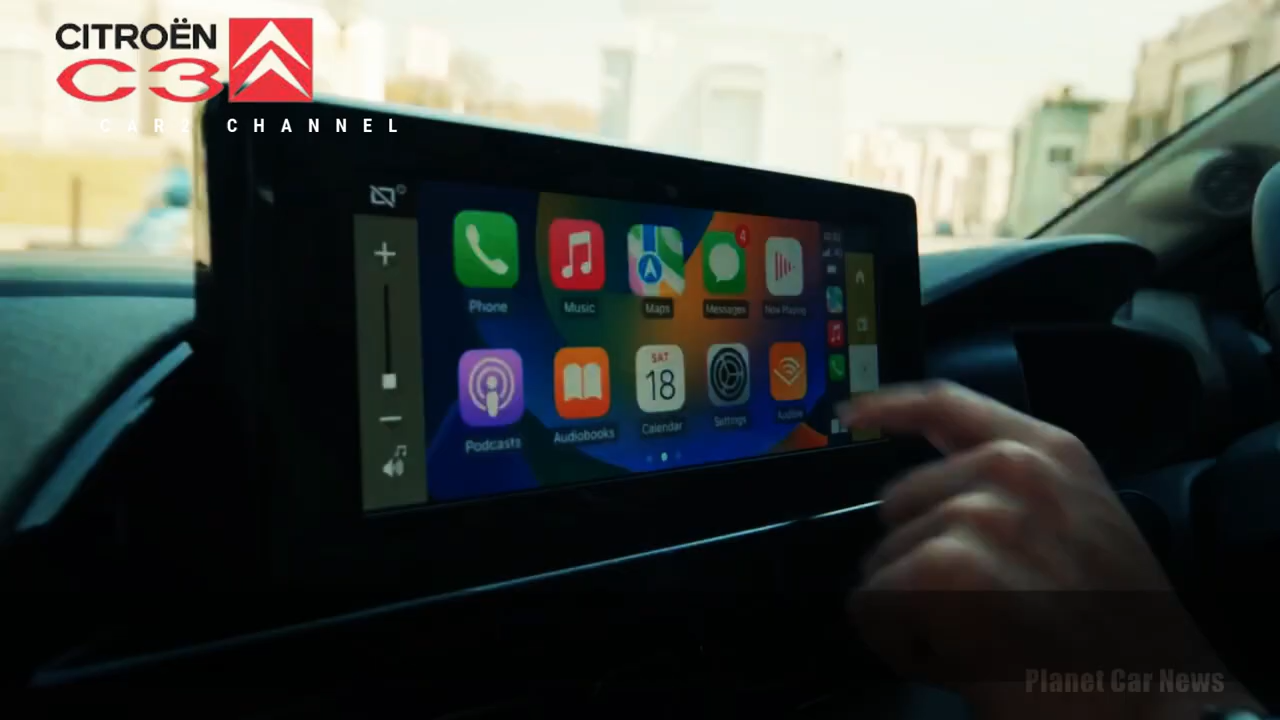 CITROËN
C3
CAR2 CHANNEL
Phone
Music
Maps
4
Messages
Now Playing
SAT
18
Podcasts
Audiobooks
Calendar
Settings
Audible
Planet Car News